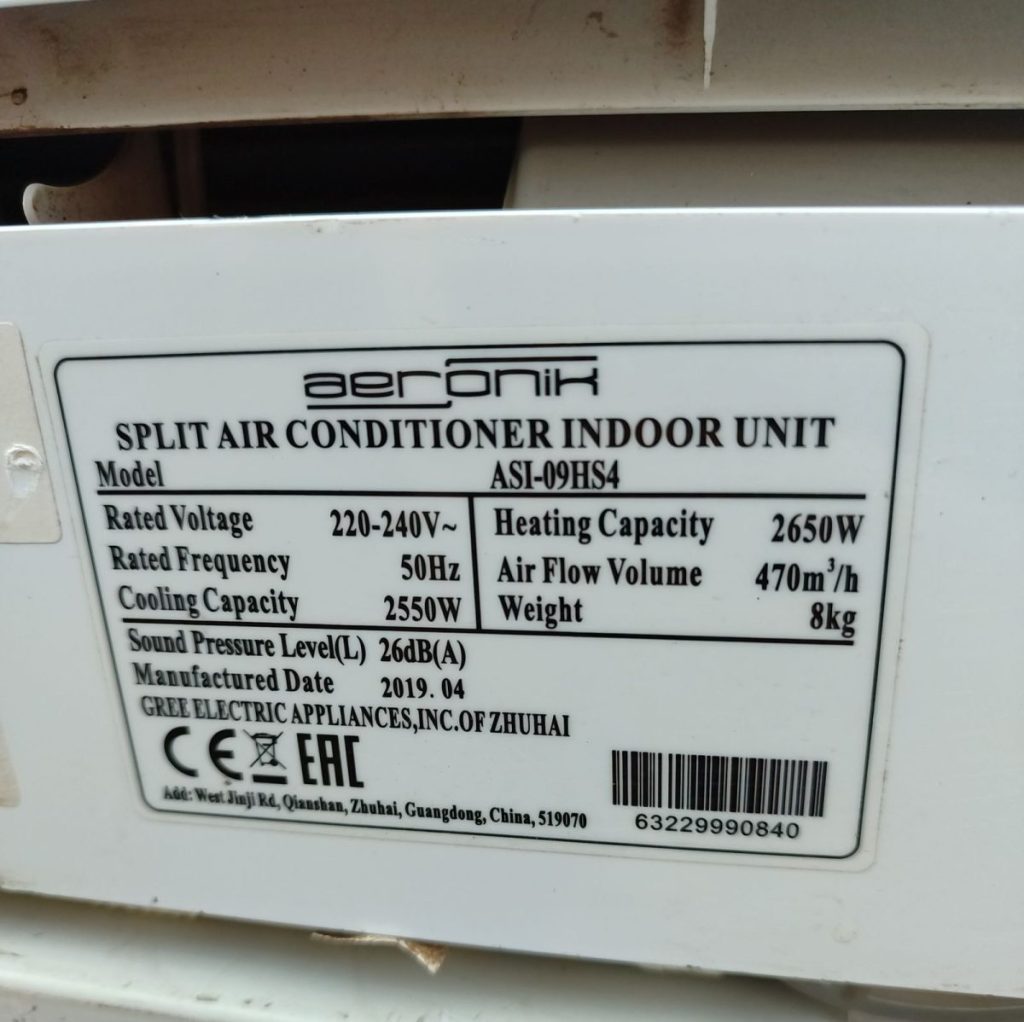 aeronik
SPLIT AIR CONDITIONER INDOOR UNIT
Model ASI-09HS4
Rated Voltage 220-240V~
Rated Frequency 50Hz
Cooling Capacity 2550W
Heating Capacity 2650W
Air Flow Volume 470m³/h
Weight 8kg
Sound Pressure Level(L) 26dB(A)
Manufactured Date 2019. 04
GREE ELECTRIC APPLIANCES,INC.OF ZHUHAI
CE EAC
Add: West Jinji Rd, Qianshan, Zhuhai, Guangdong, China, 519070
63229990840